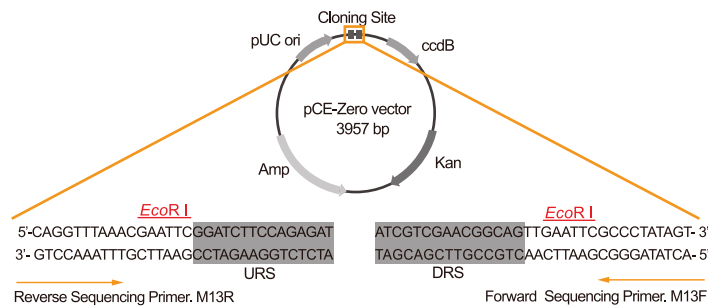 Cloning Site
pUC ori
ccdB
pCE-Zero vector
3957 bp
Amp
Kan
EcoR I
EcoR I
5'-CAGGTTTAAACGAATTCGGATCTTCCAGAGAT ATCGTCGAACGGCAGTTGAATTCGCCCTATAGT-3'
3'-GTCCAAATTTGCTTAAGCCTAGAAGGTCTCTA TAGCAGCTTGCCGTCAACTTAAGCGGGATATCA-5'
URS
DRS
Reverse Sequencing Primer. M13R
Forward Sequencing Primer. M13F